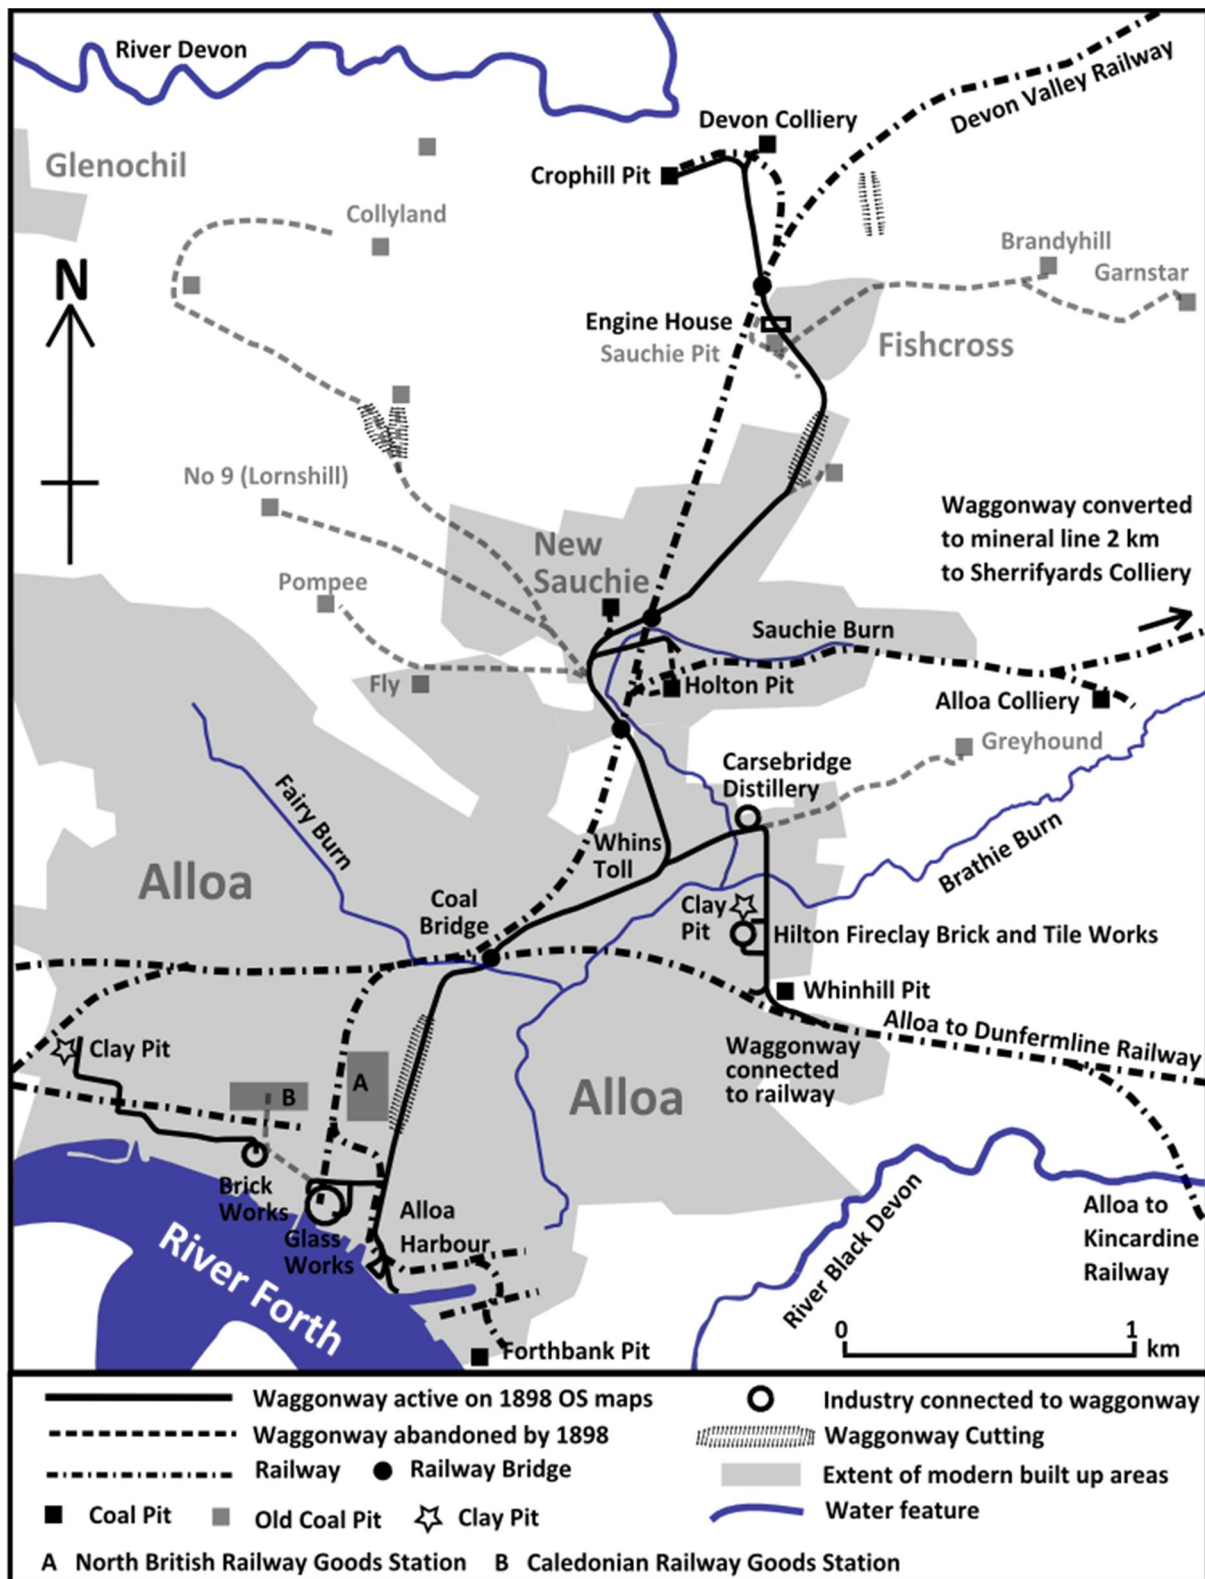 River Devon
Devon Valley Railway
Devon Colliery
Glenochil
Crophill Pit
Collyland
Brandyhill
Garnstar
N
Engine House
Sauchie Pit
Fishcross
No 9 (Lornshill)
Waggonway converted
to mineral line 2 km
to Sherrifyards Colliery
New
Sauchie
Pompee
Sauchie Burn
Fly
Holton Pit
Alloa Colliery
Greyhound
Carsebridge
Distillery
Fairy Burn
Whins
Toll
Brathie Burn
Alloa
Coal
Bridge
Clay
Pit
Hilton Fireclay Brick and Tile Works
Whinhill Pit
Alloa to Dunfermline Railway
Clay Pit
Waggonway
connected
to railway
A
B
Alloa
Brick
Works
Glass
Works
Alloa
Harbour
River Forth
River Black Devon
Alloa to
Kincardine
Railway
Forthbank Pit
0
1
km
Waggonway active on 1898 OS maps
Industry connected to waggonway
Waggonway abandoned by 1898
Waggonway Cutting
Railway
Railway Bridge
Extent of modern built up areas
Coal Pit
Old Coal Pit
Clay Pit
Water feature
A North British Railway Goods Station
B Caledonian Railway Goods Station